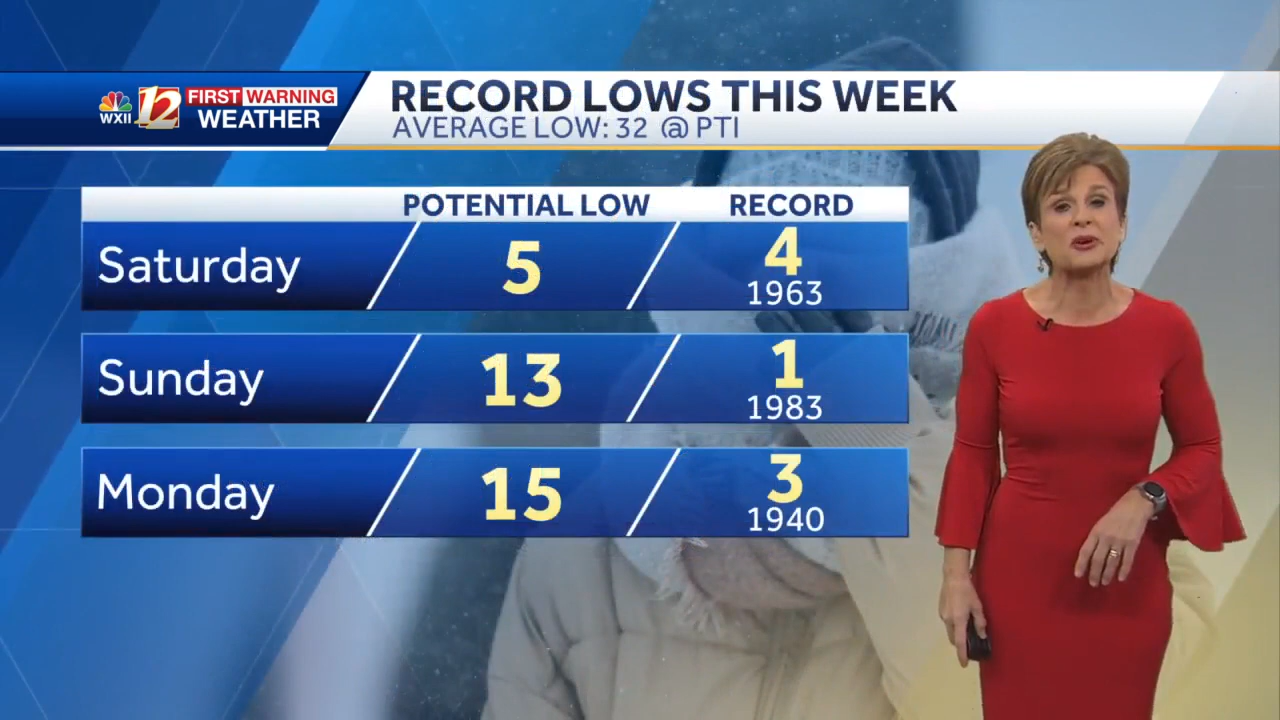 WXII 12 FIRST WARNING
WEATHER
RECORD LOWS THIS WEEK
AVERAGE LOW: 32 @ PTI
POTENTIAL LOW RECORD
Saturday 5 4
1963
Sunday 13 1
1983
Monday 15 3
1940